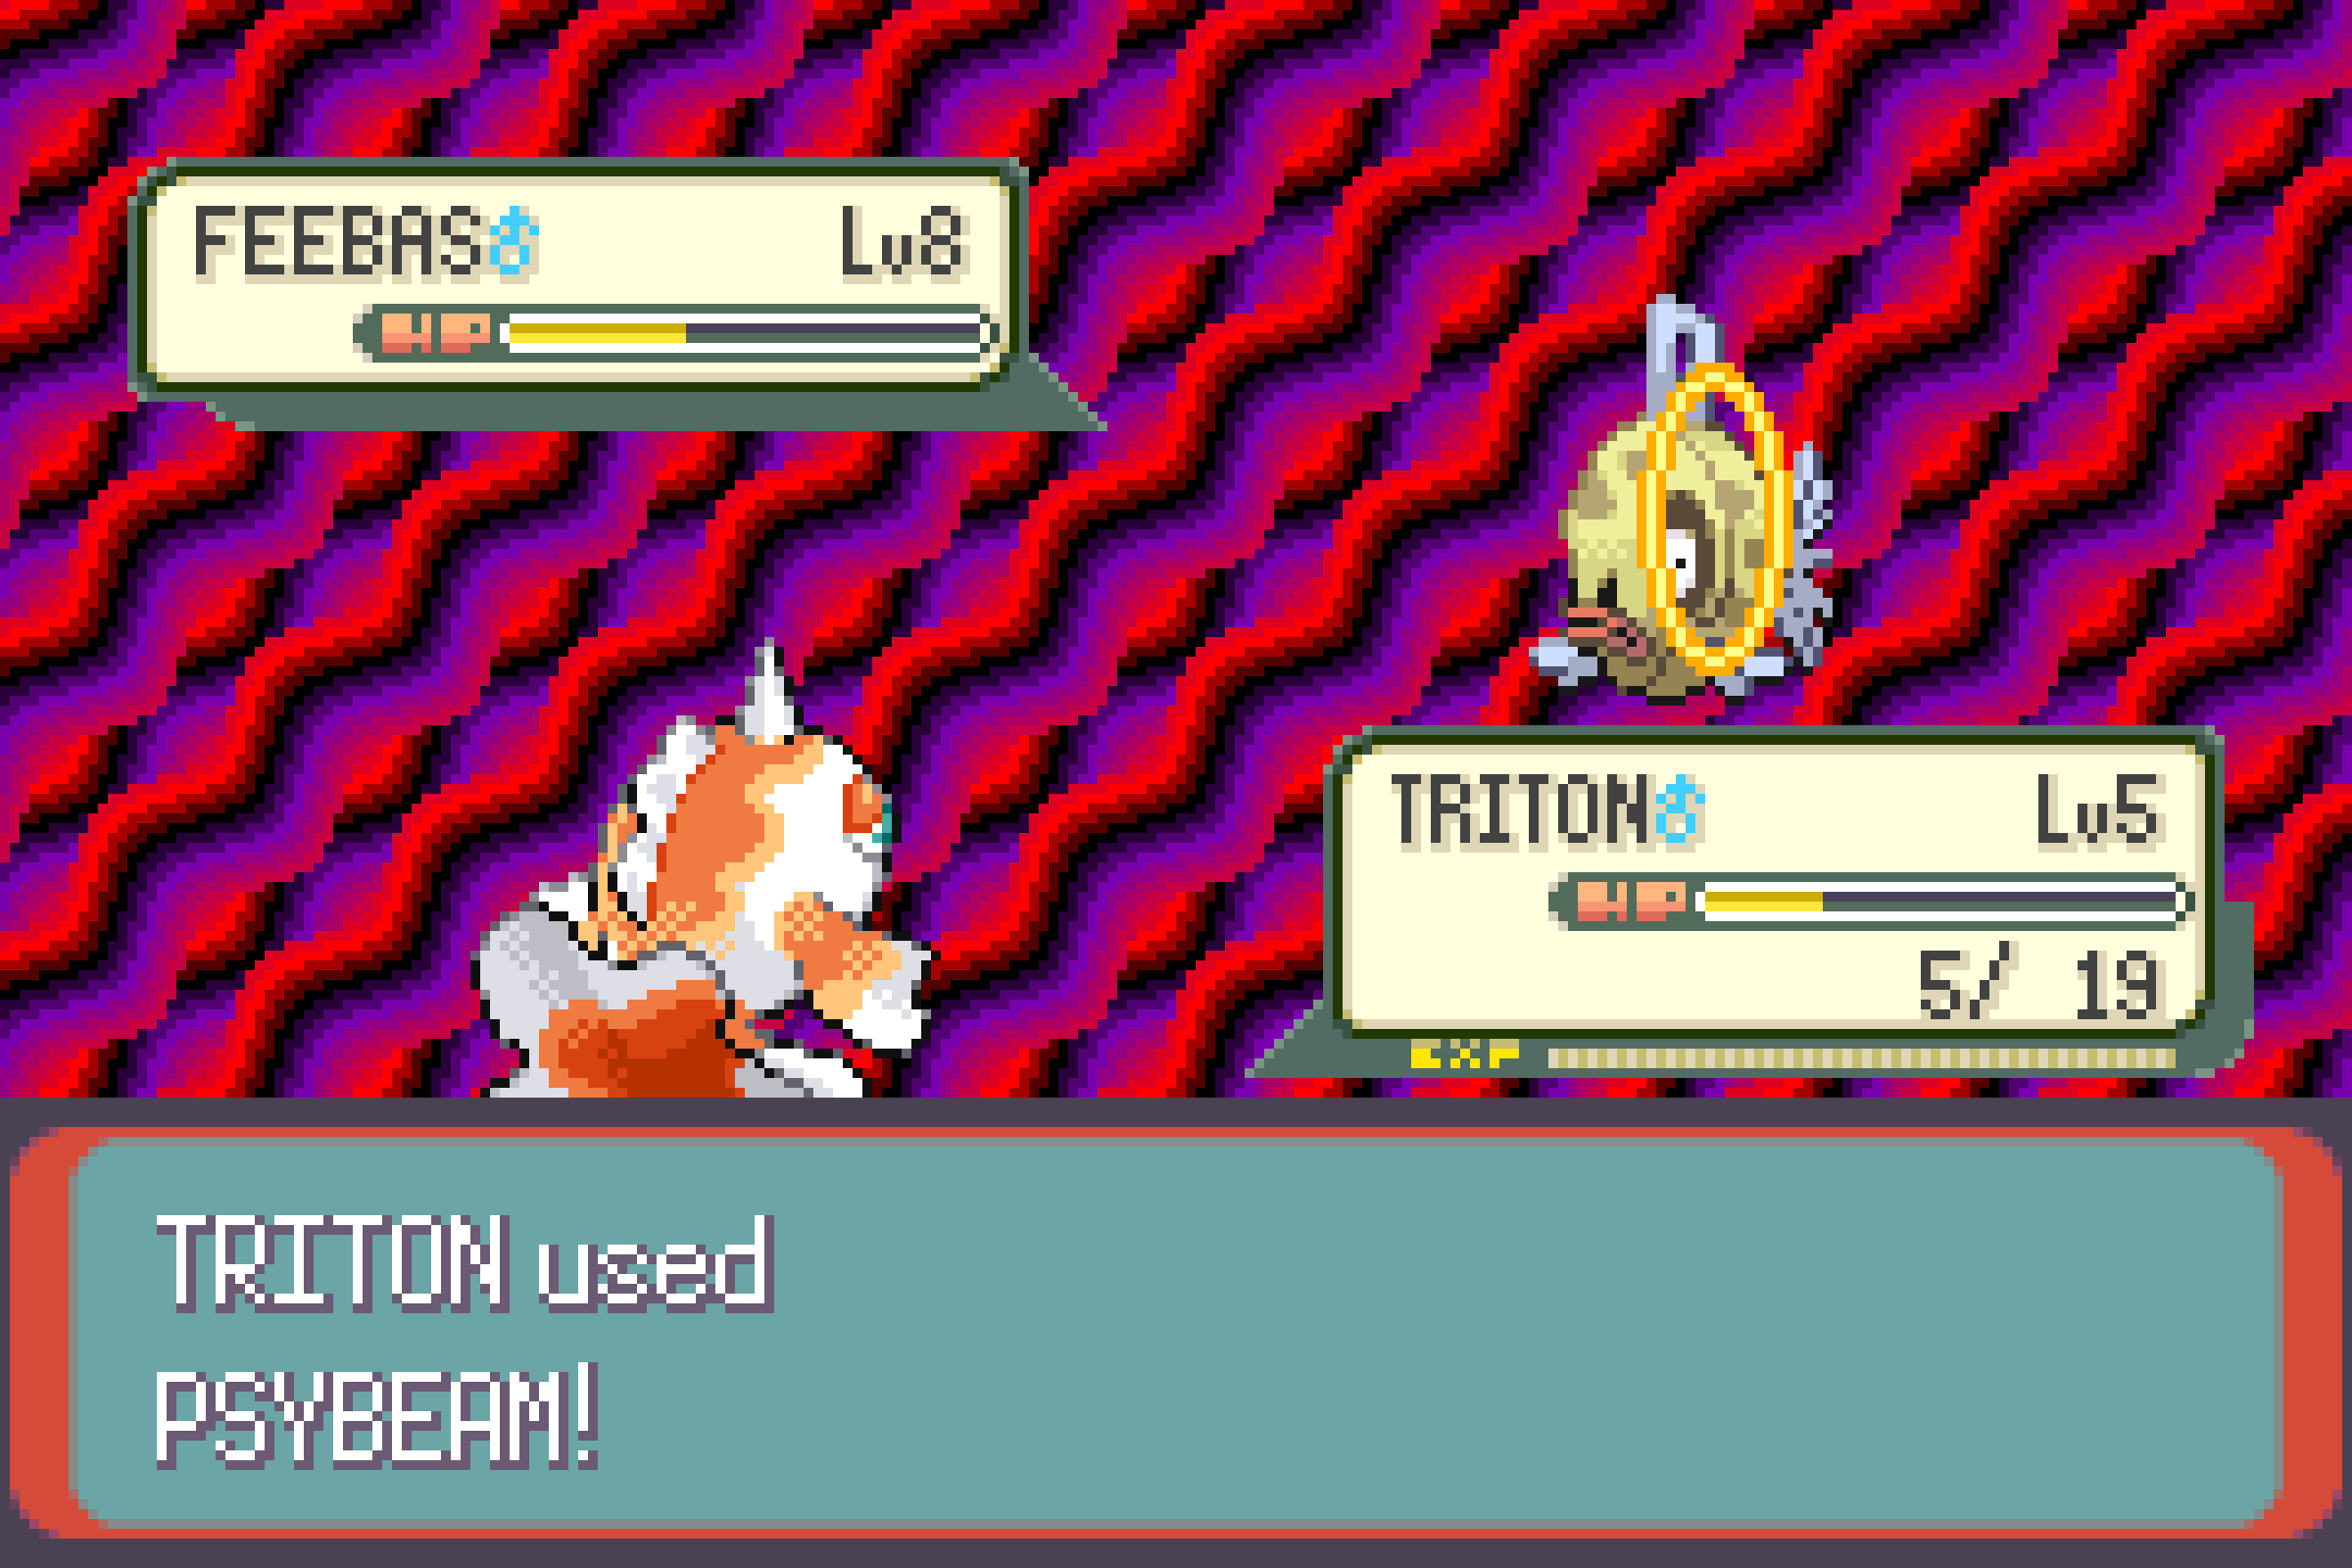 FEEBAS♂ Lv8
HP
TRITON♂ Lv5
HP
5/ 19
EXP
TRITON used
PSYBEAM!